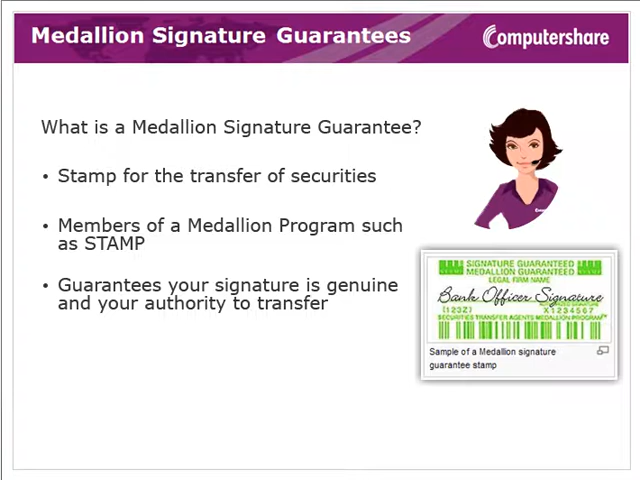 Medallion Signature Guarantees
Computershare
What is a Medallion Signature Guarantee?
• Stamp for the transfer of securities
• Members of a Medallion Program such
as STAMP
• Guarantees your signature is genuine
and your authority to transfer
SIGNATURE GUARANTEED
MEDALLION GUARANTEED
LEGAL FIRM NAME
Bank Officer Signature
(1232)
X1234567
SECURITIES TRANSFER AGENTS MEDALLION PROGRAM™
Sample of a Medallion signature
guarantee stamp